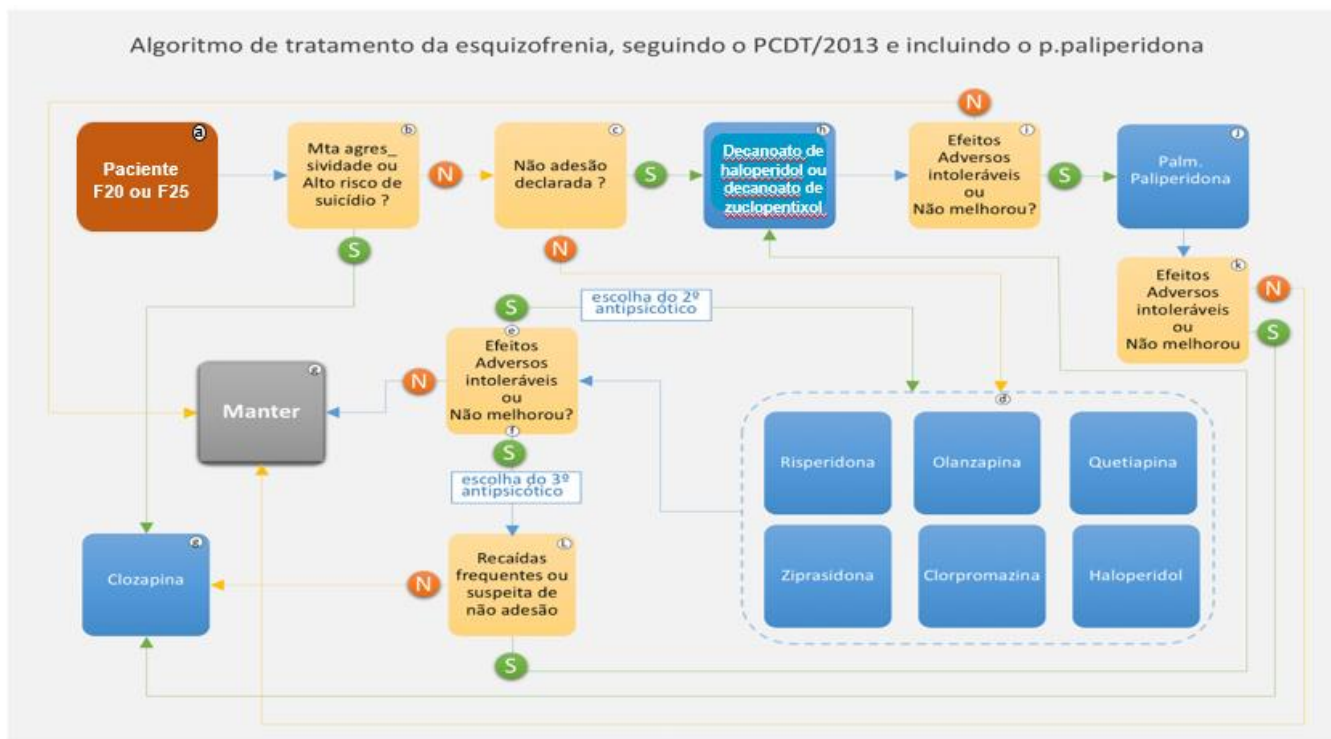 Algoritmo de tratamento da esquizofrenia, seguindo o PCDT/2013 e incluindo o p.paliperidona
a
Paciente
F20 ou F25
b
Mta agres_
sividade ou
Alto risco de
suicídio ?
N
S
c
Não adesão
declarada ?
S
N
h
Decanoato de
haloperidol ou
decanoato de
zuclopentixol
i
Efeitos
Adversos
intoleráveis
ou
Não melhorou?
N
S
J
Palm.
Paliperidona
k
Efeitos
Adversos
intoleráveis
ou
Não melhorou
N
S
S
escolha do 2º
antipsicótico
e
Efeitos
Adversos
intoleráveis
ou
Não melhorou?
f
N
S
g
Manter
escolha do 3º
antipsicótico
d
Risperidona
Olanzapina
Quetiapina
Ziprasidona
Clorpromazina
Haloperidol
g
Clozapina
N
L
Recaídas
frequentes ou
suspeita de
não adesão
S